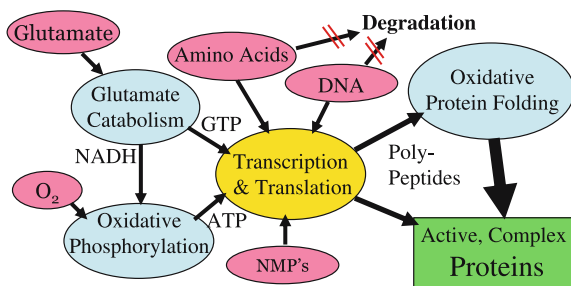 Glutamate
Amino Acids
Degradation
DNA
Glutamate
Catabolism
GTP
NADH
Oxidative
Protein Folding
Transcription
& Translation
Poly-
Peptides
O2
ATP
Oxidative
Phosphorylation
NMP's
Active, Complex
Proteins